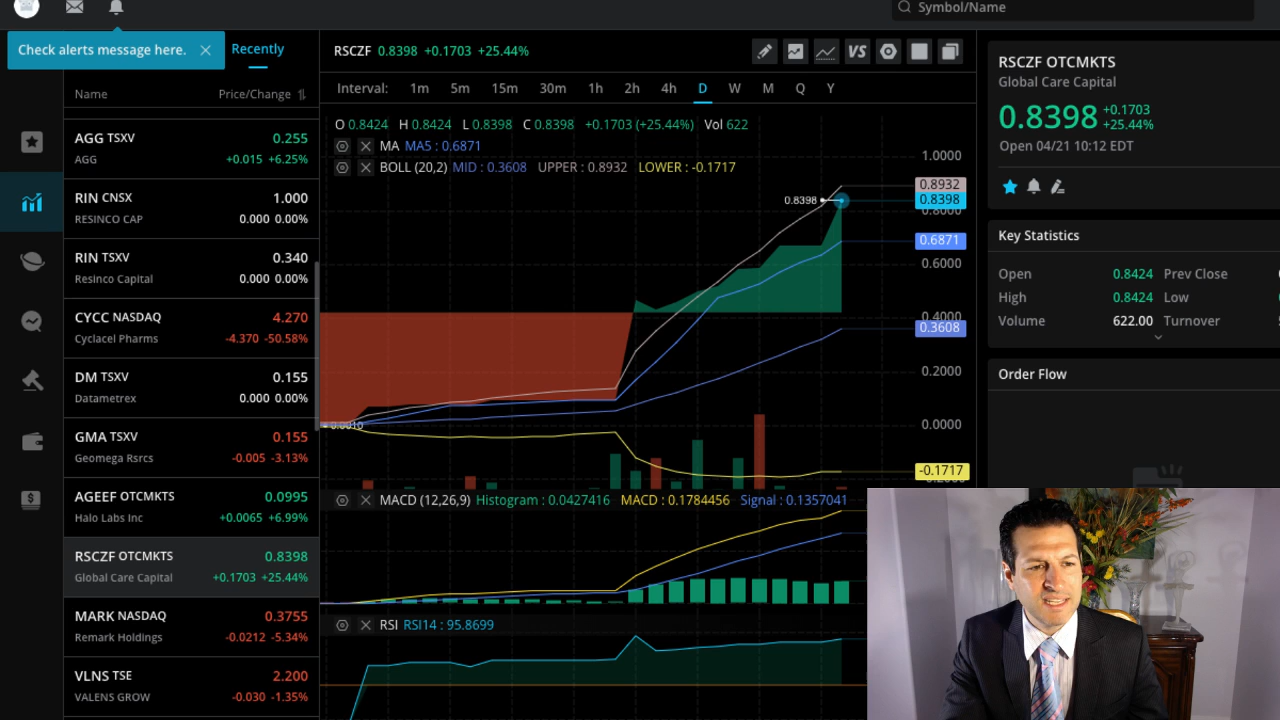 Symbol/Name
Check alerts message here.
Recently
Name Price/Change
AGG TSXV 0.255
AGG +0.015 +6.25%
RIN CNSX 1.000
RESINCO CAP 0.000 0.00%
RIN TSXV 0.340
Resinco Capital 0.000 0.00%
CYCC NASDAQ 4.270
Cyclacel Pharms -4.370 -50.58%
DM TSXV 0.155
Datametrex 0.000 0.00%
GMA TSXV 0.155
Geomega Rsrcs -0.005 -3.13%
AGEEF OTCMKTS 0.0995
Halo Labs Inc +0.0065 +6.99%
RSCZF OTCMKTS 0.8398
Global Care Capital +0.1703 +25.44%
MARK NASDAQ 0.3755
Remark Holdings -0.0212 -5.34%
VLNS TSE 2.200
VALENS GROW -0.030 -1.35%
RSCZF 0.8398 +0.1703 +25.44%
VS
Interval: 1m 5m 15m 30m 1h 2h 4h D W M Q Y
O 0.8424 H 0.8424 L 0.8398 C 0.8398 +0.1703 (+25.44%) Vol 622
MA MA5 : 0.6871
BOLL (20,2) MID : 0.3608 UPPER : 0.8932 LOWER : -0.1717
1.0000
0.8932
0.8398
0.8398
0.8000
0.6871
0.6000
0.4000
0.3608
0.2000
0.0010
0.0000
-0.1717
MACD (12,26,9) Histogram : 0.0427416 MACD : 0.1784456 Signal : 0.1357041
RSI RSI14 : 95.8699
RSCZF OTCMKTS
Global Care Capital
0.8398 +0.1703
+25.44%
Open 04/21 10:12 EDT
Key Statistics
Open 0.8424 Prev Close
High 0.8424 Low
Volume 622.00 Turnover
Order Flow